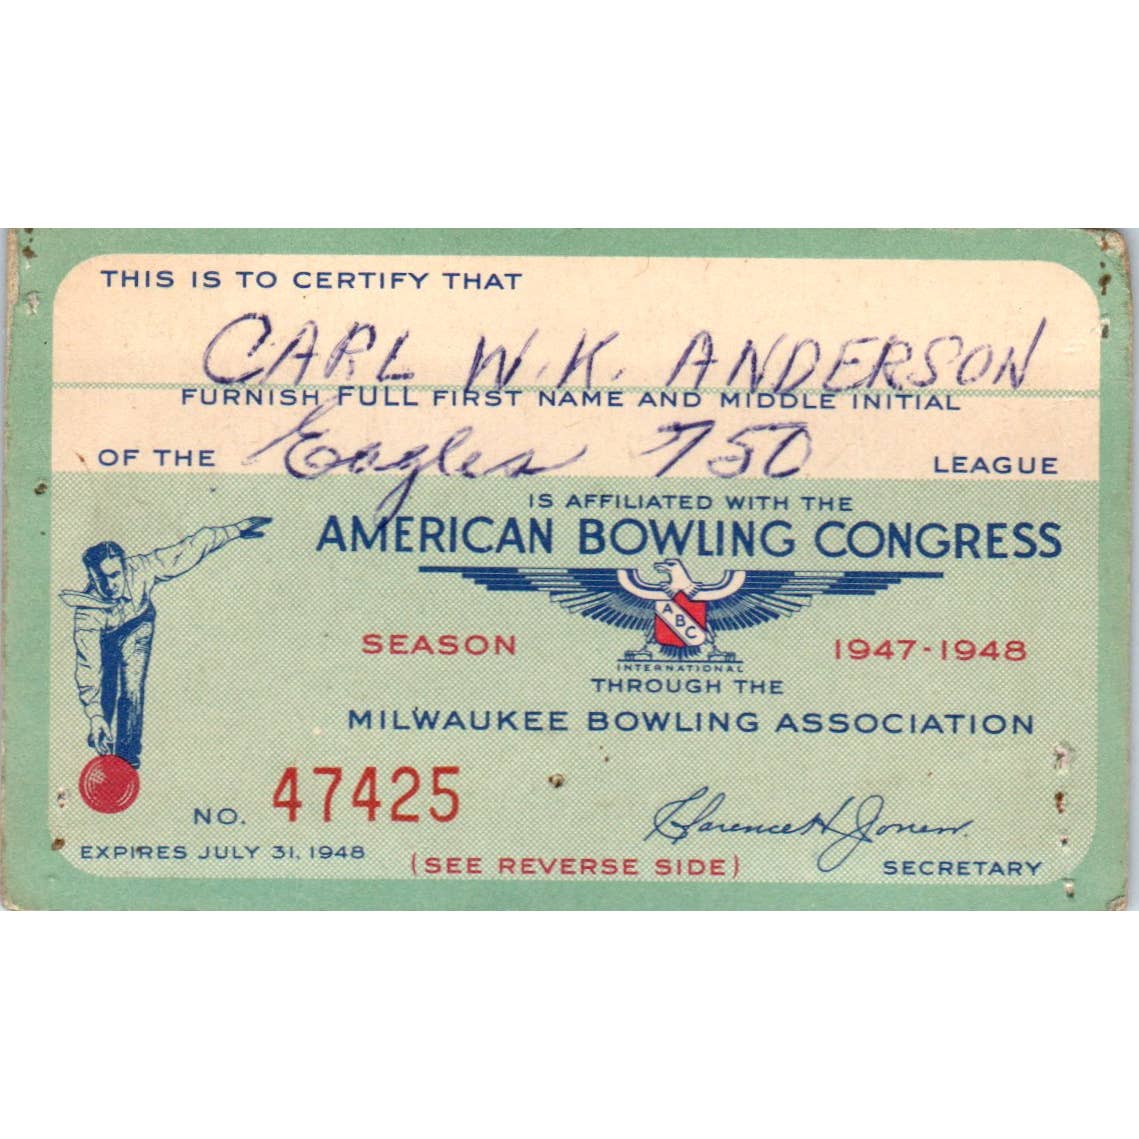 THIS IS TO CERTIFY THAT
CARL W.K. ANDERSON
FURNISH FULL FIRST NAME AND MIDDLE INITIAL
OF THE Eagles 750 LEAGUE
IS AFFILIATED WITH THE
AMERICAN BOWLING CONGRESS
ABC
SEASON 1947-1948
INTERNATIONAL
THROUGH THE
MILWAUKEE BOWLING ASSOCIATION
NO. 47425
Clarence H. Jonen.
EXPIRES JULY 31, 1948
(SEE REVERSE SIDE)
SECRETARY